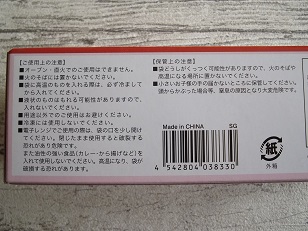 【ご使用上の注意】
●オーブン・直火でのご使用はできません。
●火のそばには置かないでください。
●袋に高温のものを入れる際は、必ず冷まして
から入れてください。
●液状のものはもれる可能性がありますので、
入れないでください。
●用途以外でのご使用はお避けください。
●冷凍には使用しないでください。
●電子レンジでご使用の際は、袋の口を少し開け
てください。閉じたまま使用すると破裂する
恐れがあり危険です。
また油性の強い食品(カレー・から揚げなど)を
入れて使用しないでください。高温になり、袋が
破損する恐れがあります。
【保管上の注意】
●袋どうしがくっつく可能性がありますので、火のそばや
高温になる場所に置かないでください。
●小さいお子様の手の届かないところに保管してください。
頭からかぶった場合等、窒息の原因となり大変危険です。
Made in CHINA SG
4 542804 038330
紙
外箱